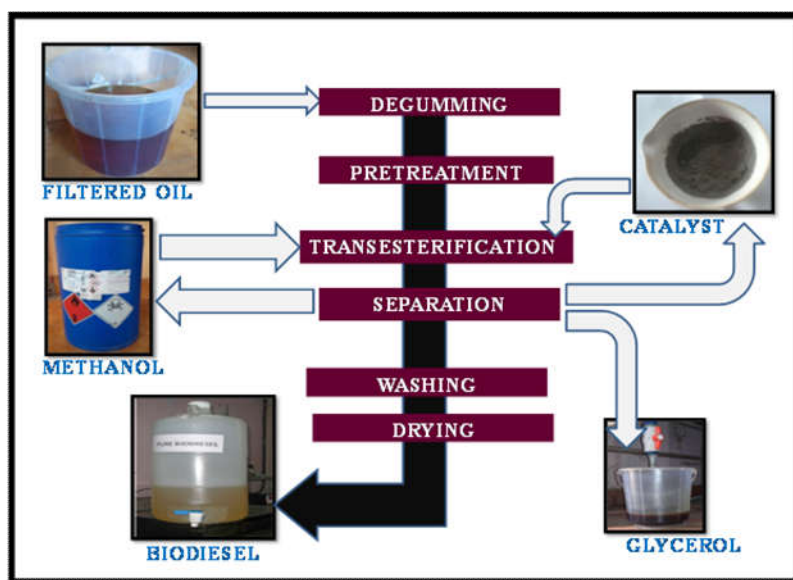 DEGUMMING
PRETREATMENT
FILTERED OIL
CATALYST
TRANSESTERIFICATION
SEPARATION
METHANOL
WASHING
DRYING
BIODIESEL
GLYCEROL